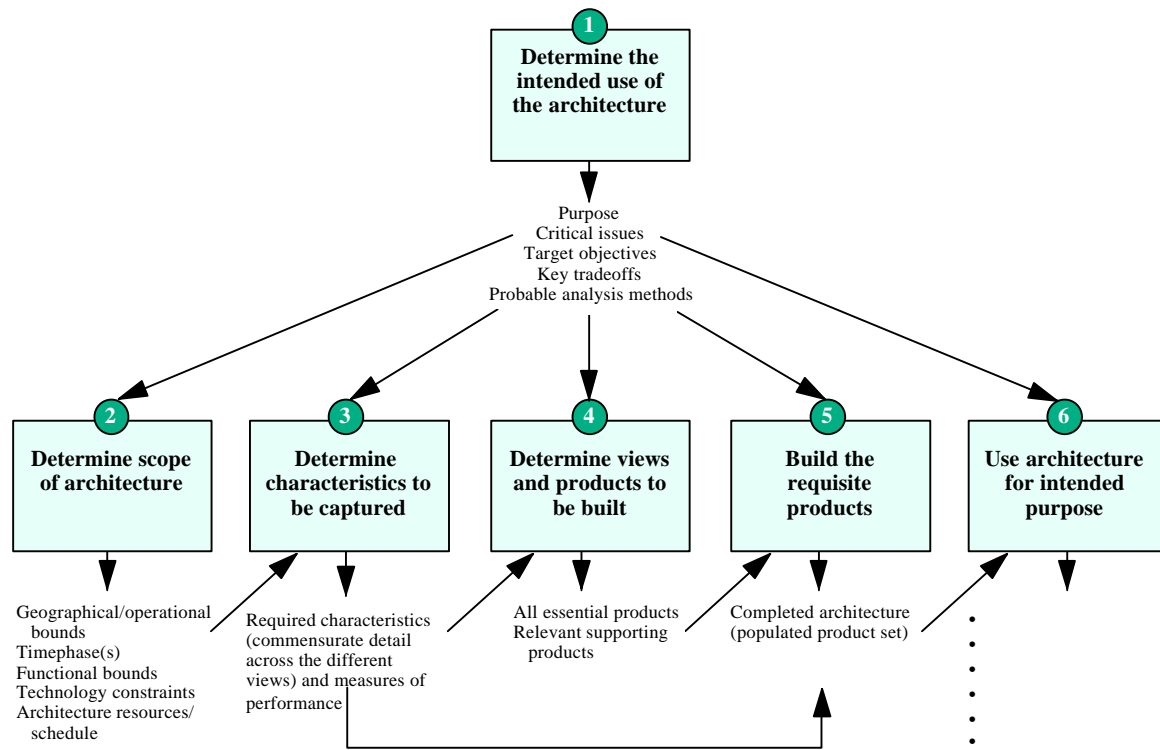 1
Determine the
intended use of
the architecture
Purpose
Critical issues
Target objectives
Key tradeoffs
Probable analysis methods
2
Determine scope
of architecture
3
Determine
characteristics to
be captured
4
Determine views
and products to
be built
5
Build the
requisite
products
6
Use architecture
for intended
purpose
Geographical/operational
bounds
Timephase(s)
Functional bounds
Technology constraints
Architecture resources/
schedule
Required characteristics
(commensurate detail
across the different
views) and measures of
performance
All essential products
Relevant supporting
products
Completed architecture
(populated product set)